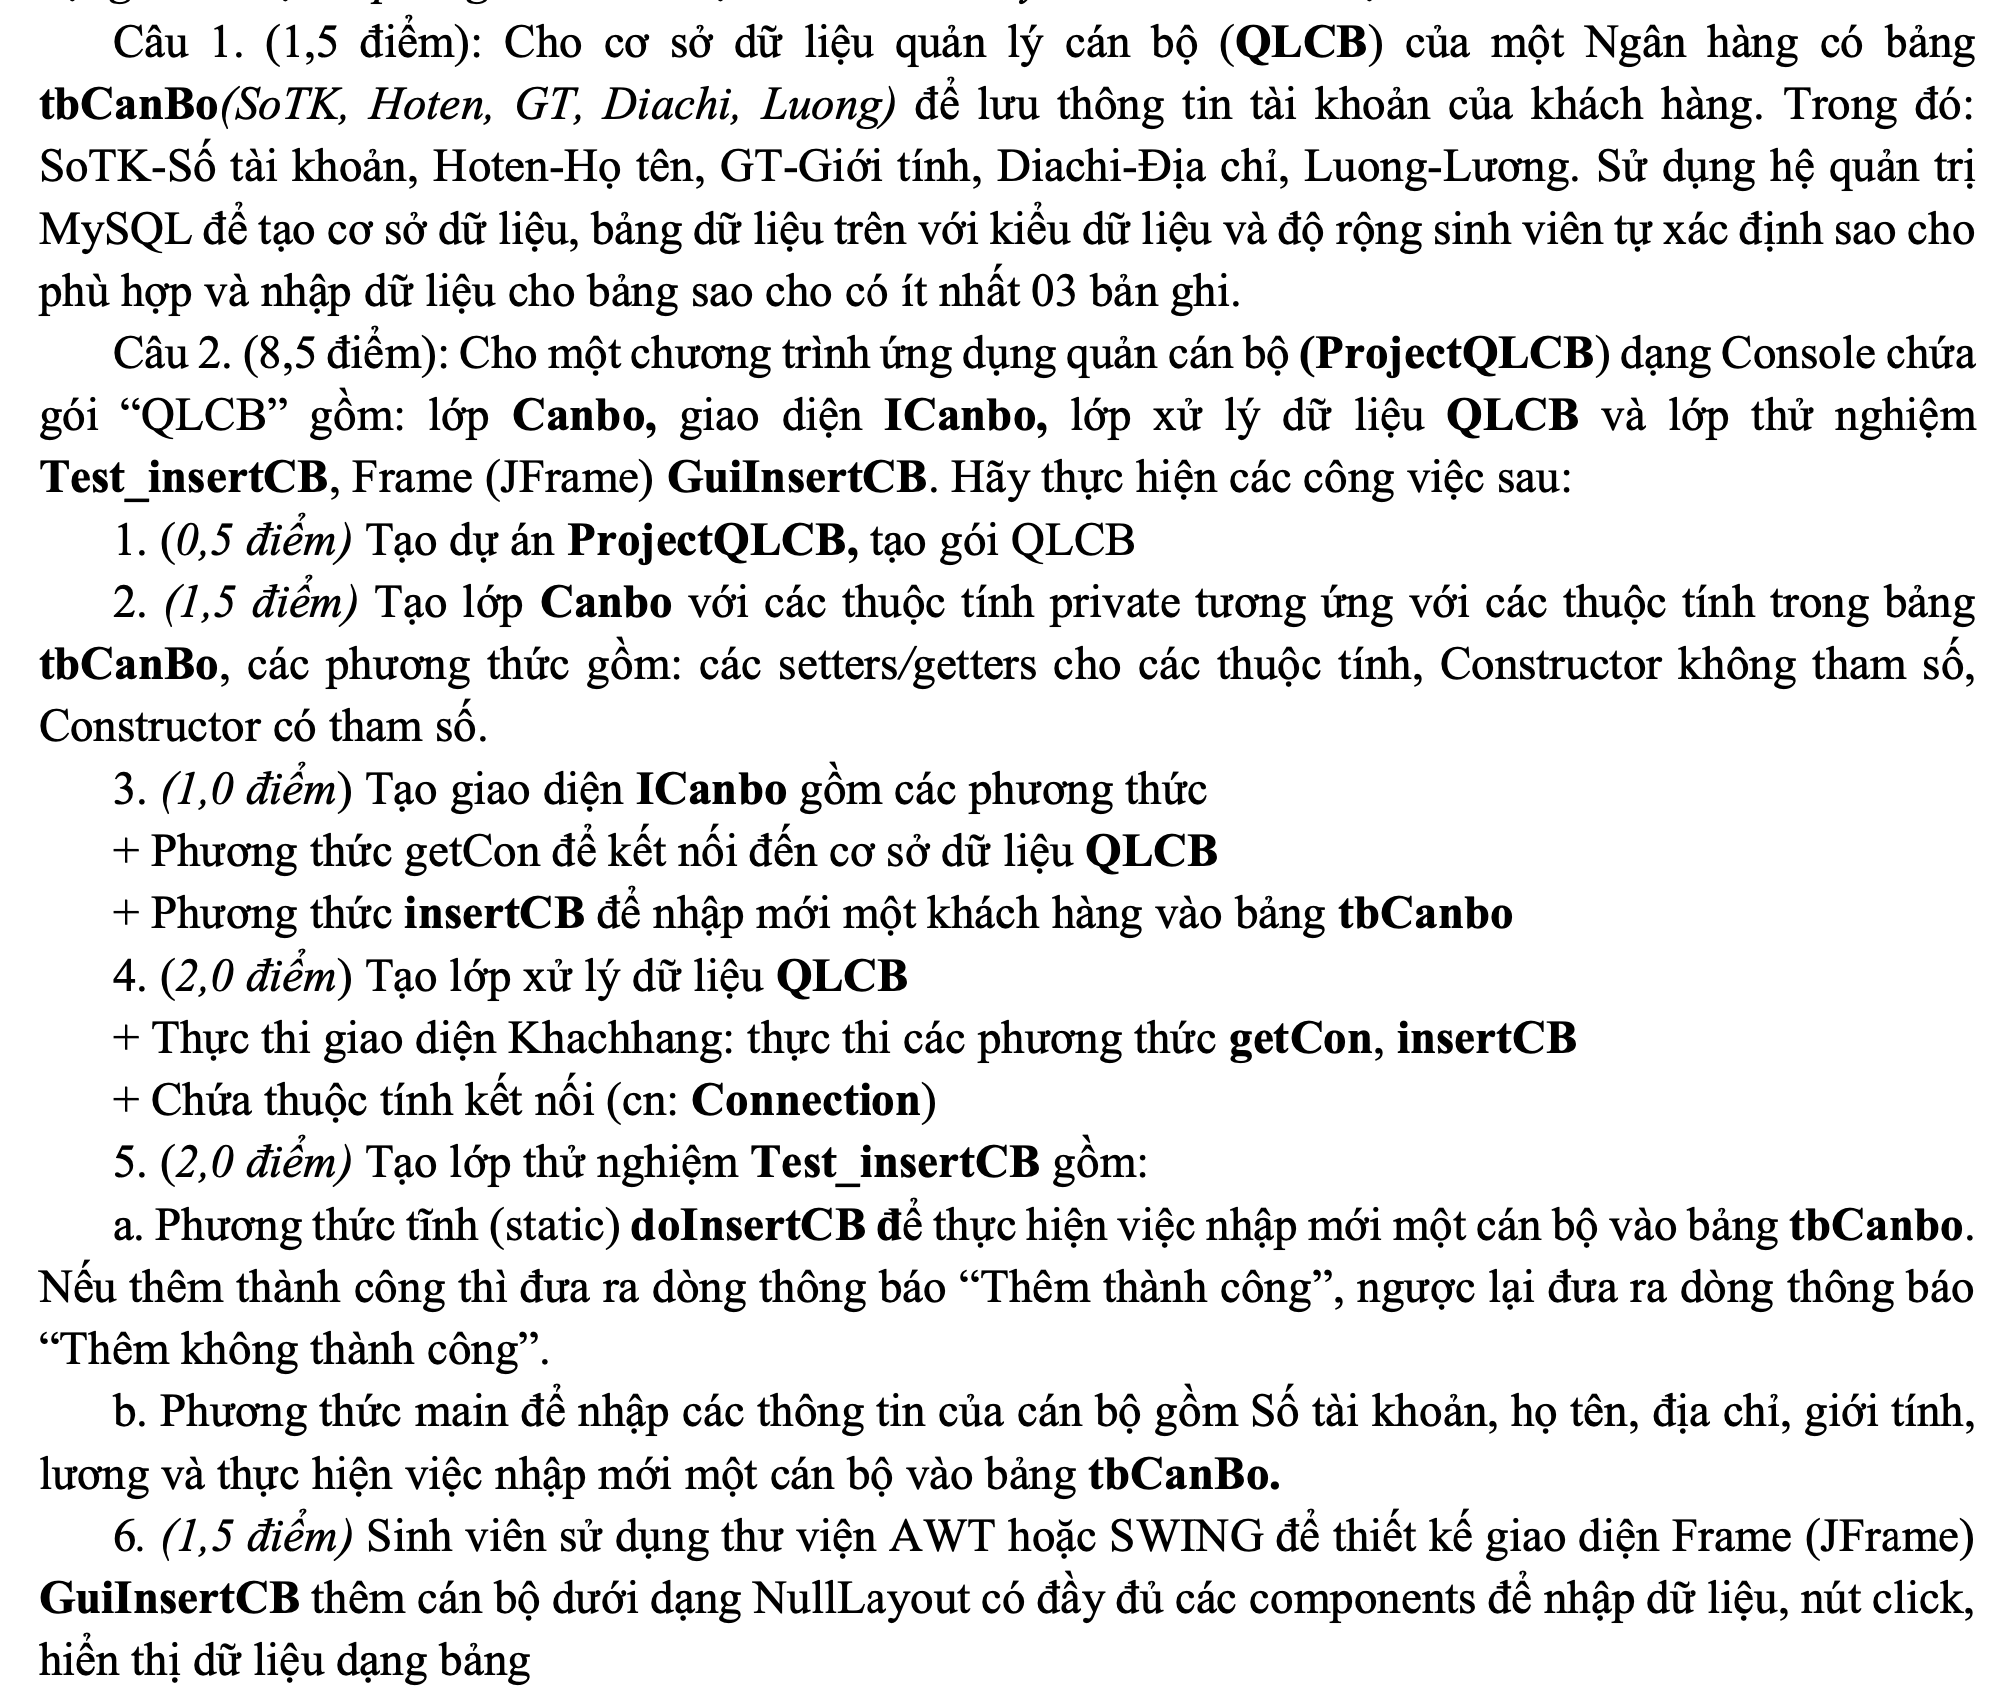 Câu 1. (1,5 điểm): Cho cơ sở dữ liệu quản lý cán bộ (QLCB) của một Ngân hàng có bảng
tbCanBo(SoTK, Hoten, GT, Diachi, Luong) để lưu thông tin tài khoản của khách hàng. Trong đó:
SoTK-Số tài khoản, Hoten-Họ tên, GT-Giới tính, Diachi-Địa chỉ, Luong-Lương. Sử dụng hệ quản trị
MySQL để tạo cơ sở dữ liệu, bảng dữ liệu trên với kiểu dữ liệu và độ rộng sinh viên tự xác định sao cho
phù hợp và nhập dữ liệu cho bảng sao cho có ít nhất 03 bản ghi.
Câu 2. (8,5 điểm): Cho một chương trình ứng dụng quản cán bộ (ProjectQLCB) dạng Console chứa
gói “QLCB” gồm: lớp Canbo, giao diện ICanbo, lớp xử lý dữ liệu QLCB và lớp thử nghiệm
Test_insertCB, Frame (JFrame) GuiInsertCB. Hãy thực hiện các công việc sau:
1. (0,5 điểm) Tạo dự án ProjectQLCB, tạo gói QLCB
2. (1,5 điểm) Tạo lớp Canbo với các thuộc tính private tương ứng với các thuộc tính trong bảng
tbCanBo, các phương thức gồm: các setters/getters cho các thuộc tính, Constructor không tham số,
Constructor có tham số.
3. (1,0 điểm) Tạo giao diện ICanbo gồm các phương thức
+ Phương thức getCon để kết nối đến cơ sở dữ liệu QLCB
+ Phương thức insertCB để nhập mới một khách hàng vào bảng tbCanbo
4. (2,0 điểm) Tạo lớp xử lý dữ liệu QLCB
+ Thực thi giao diện Khachhang: thực thi các phương thức getCon, insertCB
+ Chứa thuộc tính kết nối (cn: Connection)
5. (2,0 điểm) Tạo lớp thử nghiệm Test_insertCB gồm:
a. Phương thức tĩnh (static) doInsertCB để thực hiện việc nhập mới một cán bộ vào bảng tbCanbo.
Nếu thêm thành công thì đưa ra dòng thông báo “Thêm thành công”, ngược lại đưa ra dòng thông báo
“Thêm không thành công”.
b. Phương thức main để nhập các thông tin của cán bộ gồm Số tài khoản, họ tên, địa chỉ, giới tính,
lương và thực hiện việc nhập mới một cán bộ vào bảng tbCanBo.
6. (1,5 điểm) Sinh viên sử dụng thư viện AWT hoặc SWING để thiết kế giao diện Frame (JFrame)
GuiInsertCB thêm cán bộ dưới dạng NullLayout có đầy đủ các components để nhập dữ liệu, nút click,
hiển thị dữ liệu dạng bảng